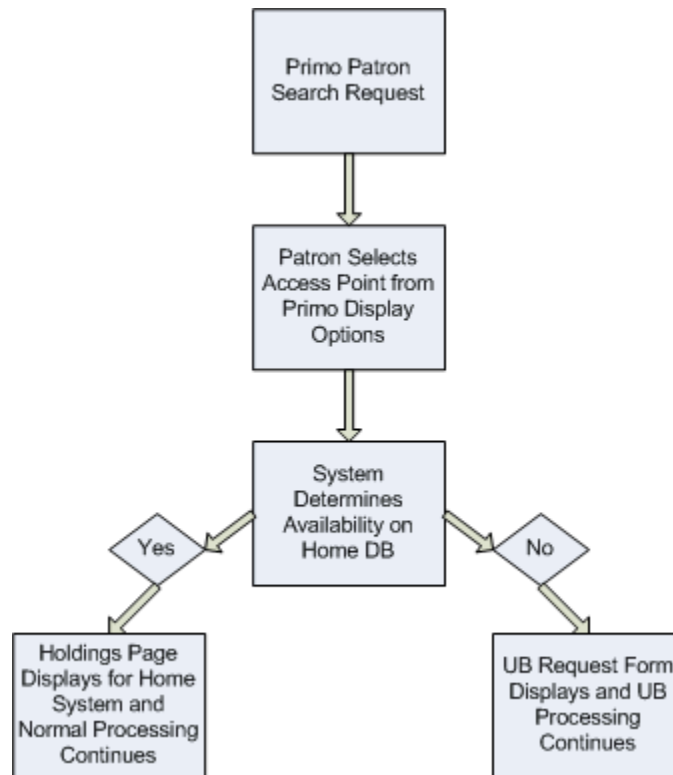 Primo Patron
Search Request
Patron Selects
Access Point from
Primo Display
Options
System
Determines
Availability on
Home DB
Yes
No
Holdings Page
Displays for Home
System and
Normal Processing
Continues
UB Request Form
Displays and UB
Processing
Continues